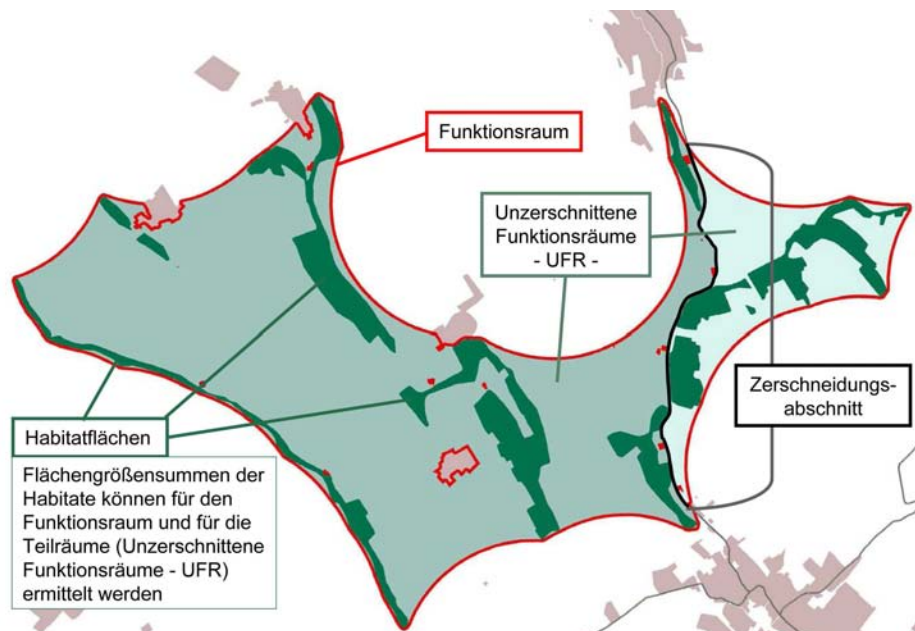 Funktionsraum
Unzerschnittene
Funktionsräume
- UFR -
Zerschneidungs-
abschnitt
Habitatflächen
Flächengrößensummen der
Habitate können für den
Funktionsraum und für die
Teilräume (Unzerschnittene
Funktionsräume - UFR)
ermittelt werden